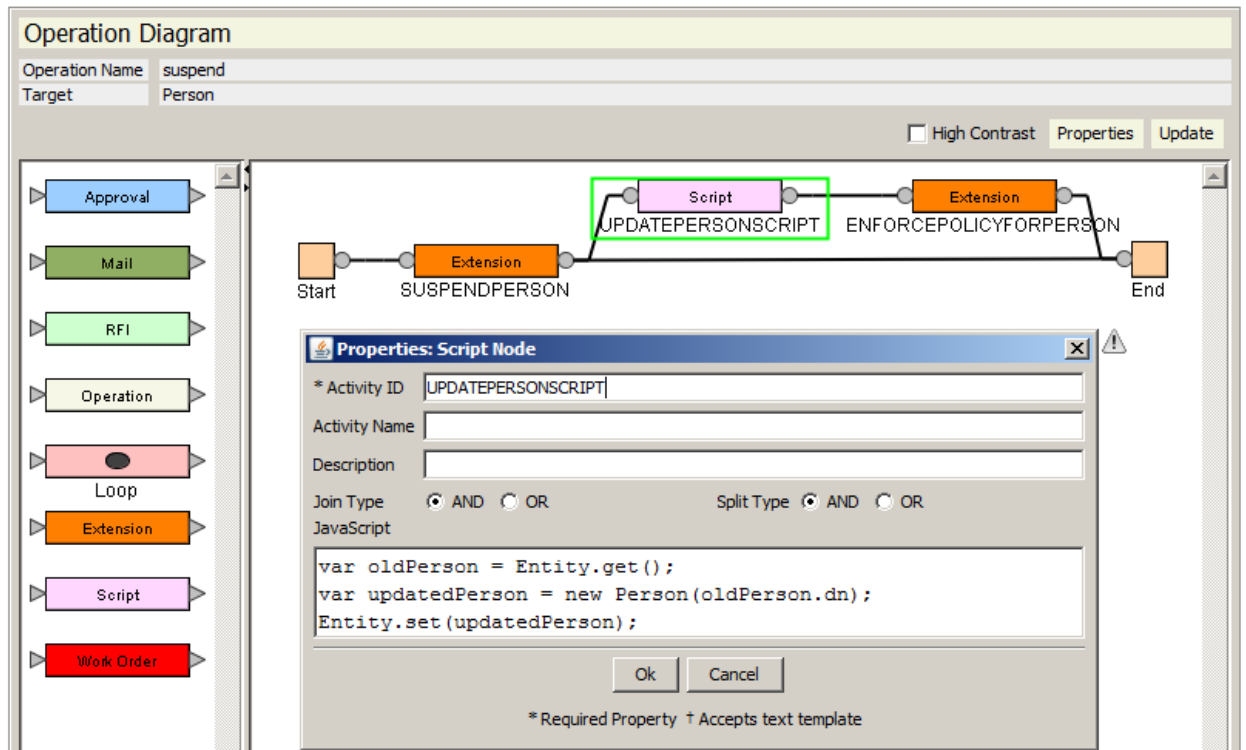 Operation Diagram
Operation Name suspend
Target Person
High Contrast Properties Update
Approval
Mail
RFI
Operation
Loop
Extension
Script
Work Order
Script
UPDATEPERSONSCRIPT
Extension
ENFORCEPOLICYFORPERSON
Start
Extension
SUSPENDPERSON
End
Properties: Script Node
* Activity ID UPDATEPERSONSCRIPT
Activity Name
Description
Join Type AND OR Split Type AND OR
JavaScript
var oldPerson = Entity.get();
var updatedPerson = new Person(oldPerson.dn);
Entity.set(updatedPerson);
Ok Cancel
* Required Property † Accepts text template